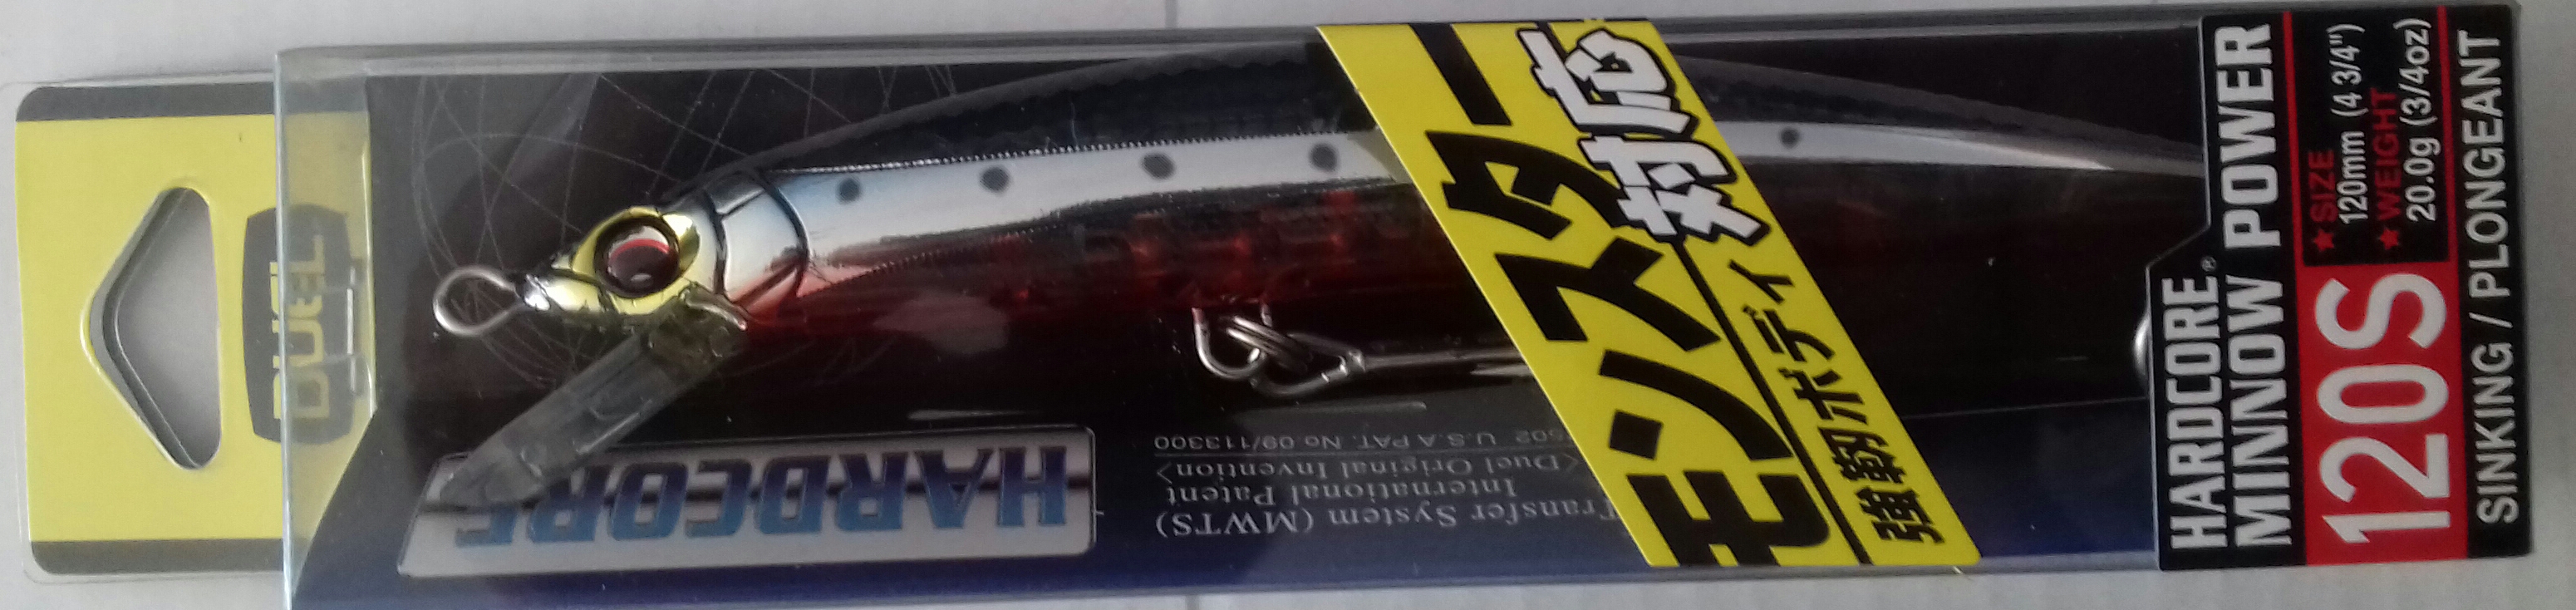 DUEL
HARDCORE
Transfer System (MWTS)
International Patent
<Duel Original Invention>
502 U.S.A PAT. No.09/113300
モンスター
対応
強靭ボディ
HARDCORE®
MINNOW POWER
120S
★SIZE
120mm (4 3/4")
★WEIGHT
20.0g (3/4oz)
SINKING / PLONGEANT